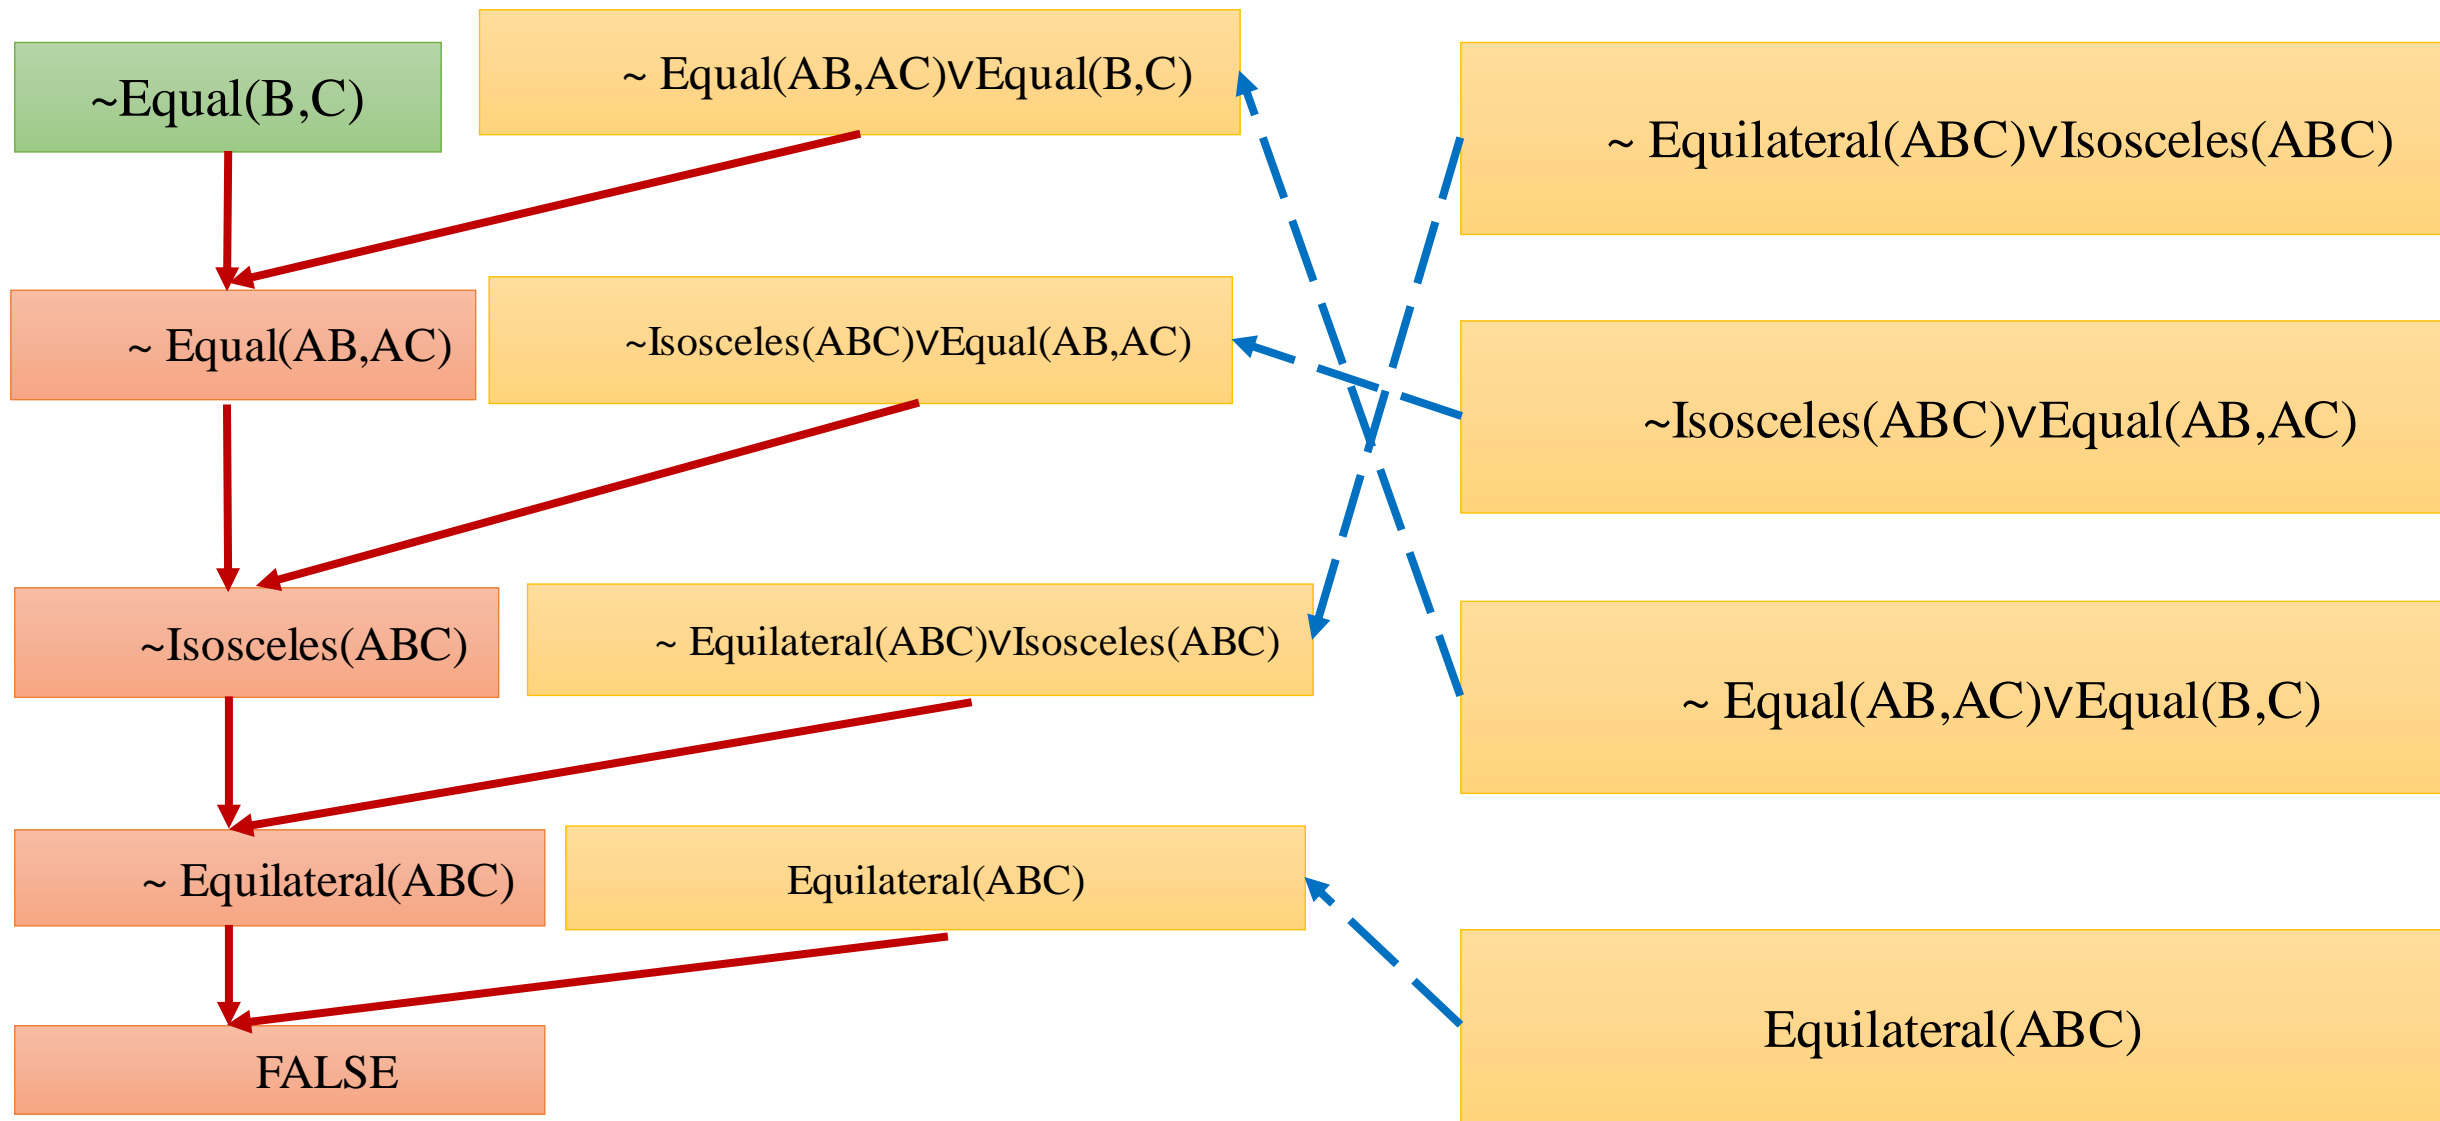 ~Equal(B,C)
~ Equal(AB,AC)∨Equal(B,C)
~ Equilateral(ABC)∨Isosceles(ABC)
~ Equal(AB,AC)
~Isosceles(ABC)∨Equal(AB,AC)
~Isosceles(ABC)∨Equal(AB,AC)
~Isosceles(ABC)
~ Equilateral(ABC)∨Isosceles(ABC)
~ Equal(AB,AC)∨Equal(B,C)
~ Equilateral(ABC)
Equilateral(ABC)
Equilateral(ABC)
FALSE